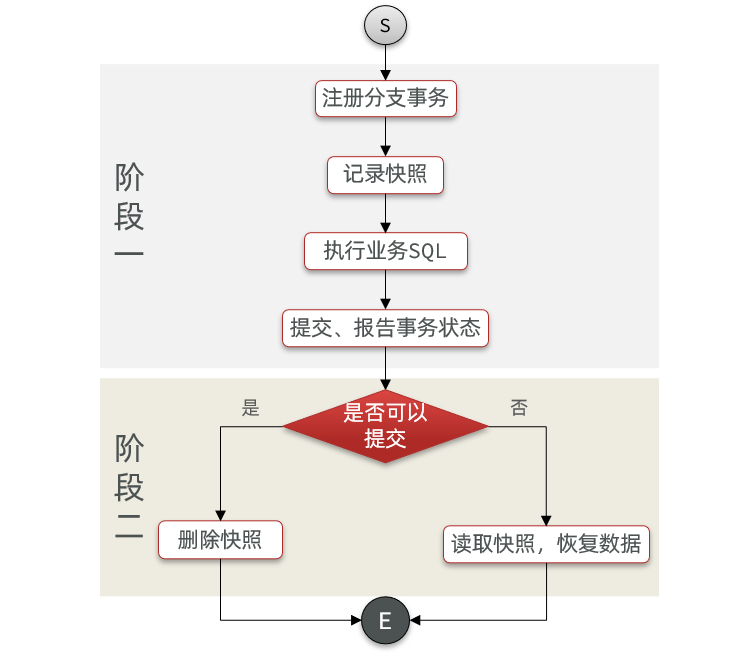 S
注册分支事务
记录快照
执行业务SQL
提交、报告事务状态
阶段一
是否可以
提交
是
否
阶段二
删除快照
读取快照，恢复数据
E